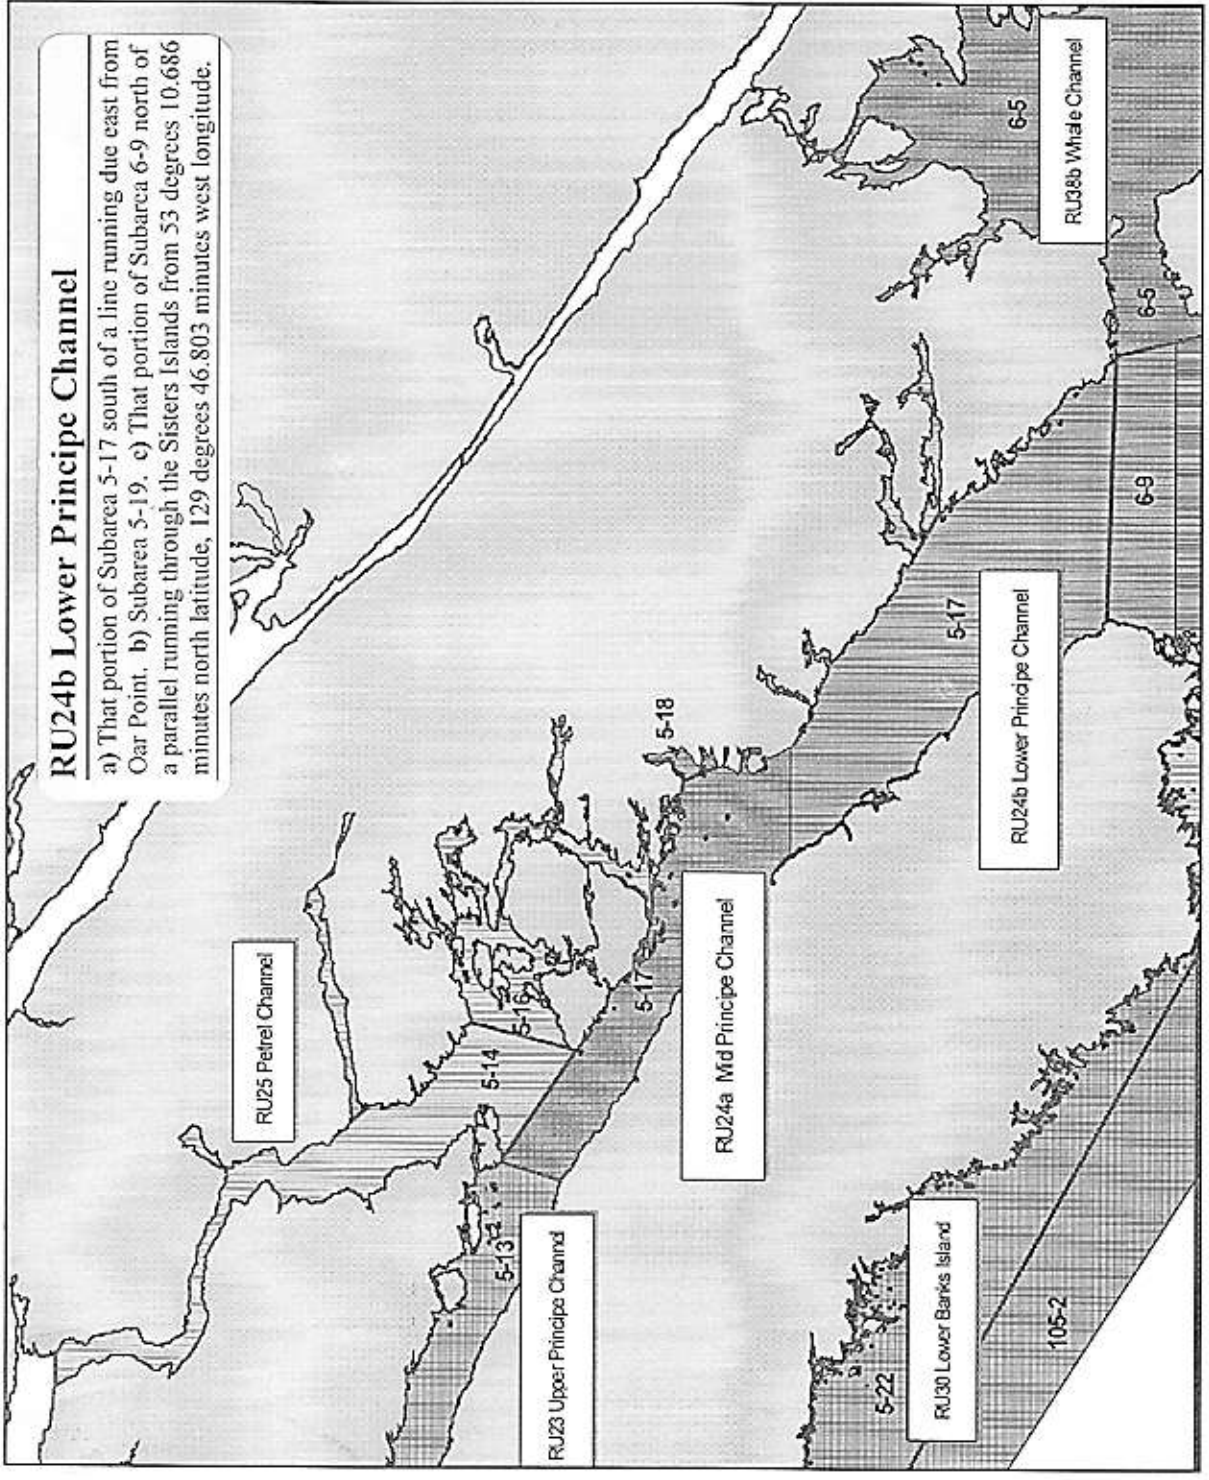 RU24b Lower Principe Channel
a) That portion of Subarea 5-17 south of a line running due east from
Oar Point. b) Subarea 5-19. c) That portion of Subarea 6-9 north of
a parallel running through the Sisters Islands from 53 degrees 10.686
minutes north latitude, 129 degrees 46.803 minutes west longitude.
RU25 Petrel Channel
5-14
5-16
5-13
5-17
5-18
RU23 Upper Principe Channel
RU24a Mid Principe Channel
5-17
RU24b Lower Principe Channel
6-5
RU38b Whale Channel
6-5
6-9
5-22
RU30 Lower Banks Island
105-2